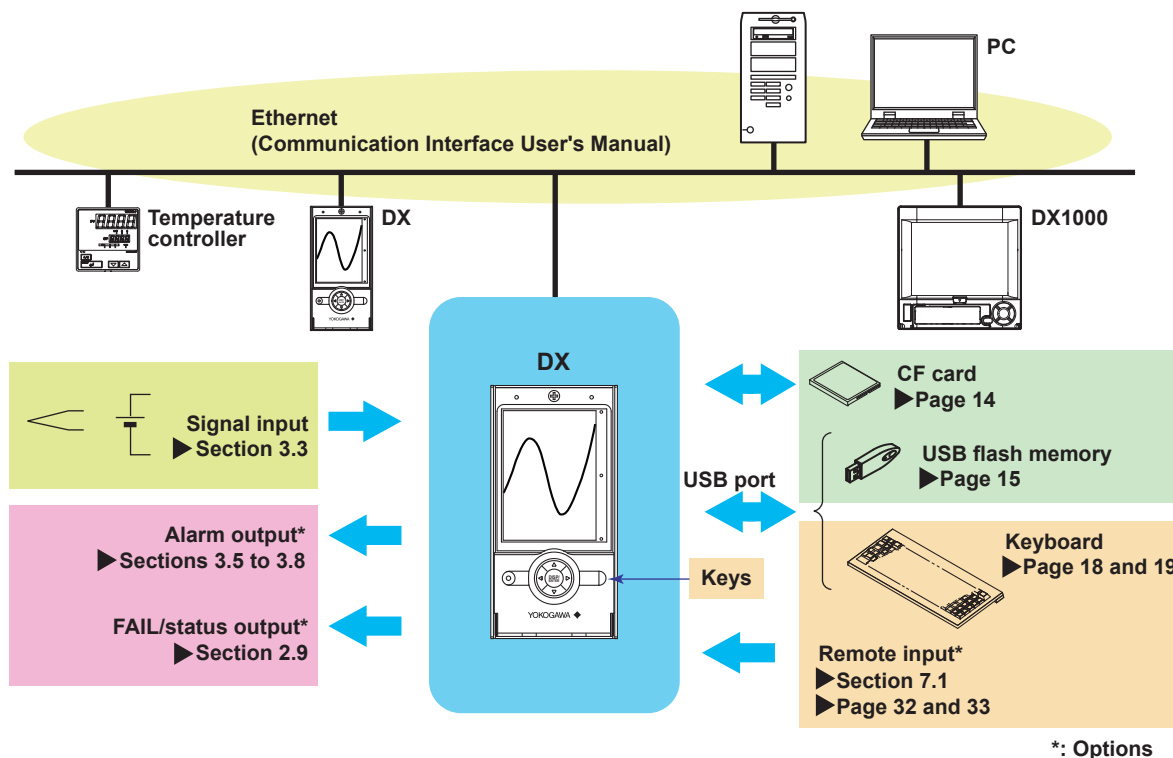 PC
Ethernet
(Communication Interface User's Manual)
Temperature
controller
DX
YOKOGAWA
DX1000
DX
Signal input
▶Section 3.3
CF card
▶Page 14
USB flash memory
▶Page 15
USB port
Alarm output*
▶Sections 3.5 to 3.8
Keyboard
▶Page 18 and 19
Keys
YOKOGAWA
FAIL/status output*
▶Section 2.9
Remote input*
▶Section 7.1
▶Page 32 and 33
*: Options